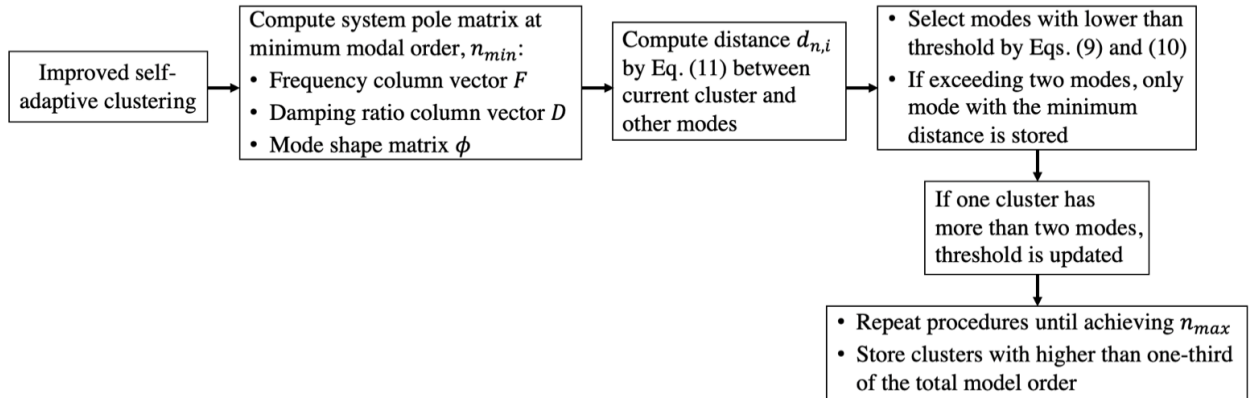 Improved self-
adaptive clustering
Compute system pole matrix at
minimum modal order, n_min:
• Frequency column vector F
• Damping ratio column vector D
• Mode shape matrix ϕ
Compute distance d_n,i
by Eq. (11) between
current cluster and
other modes
• Select modes with lower than
threshold by Eqs. (9) and (10)
• If exceeding two modes, only
mode with the minimum
distance is stored
If one cluster has
more than two modes,
threshold is updated
• Repeat procedures until achieving n_max
• Store clusters with higher than one-third
of the total model order